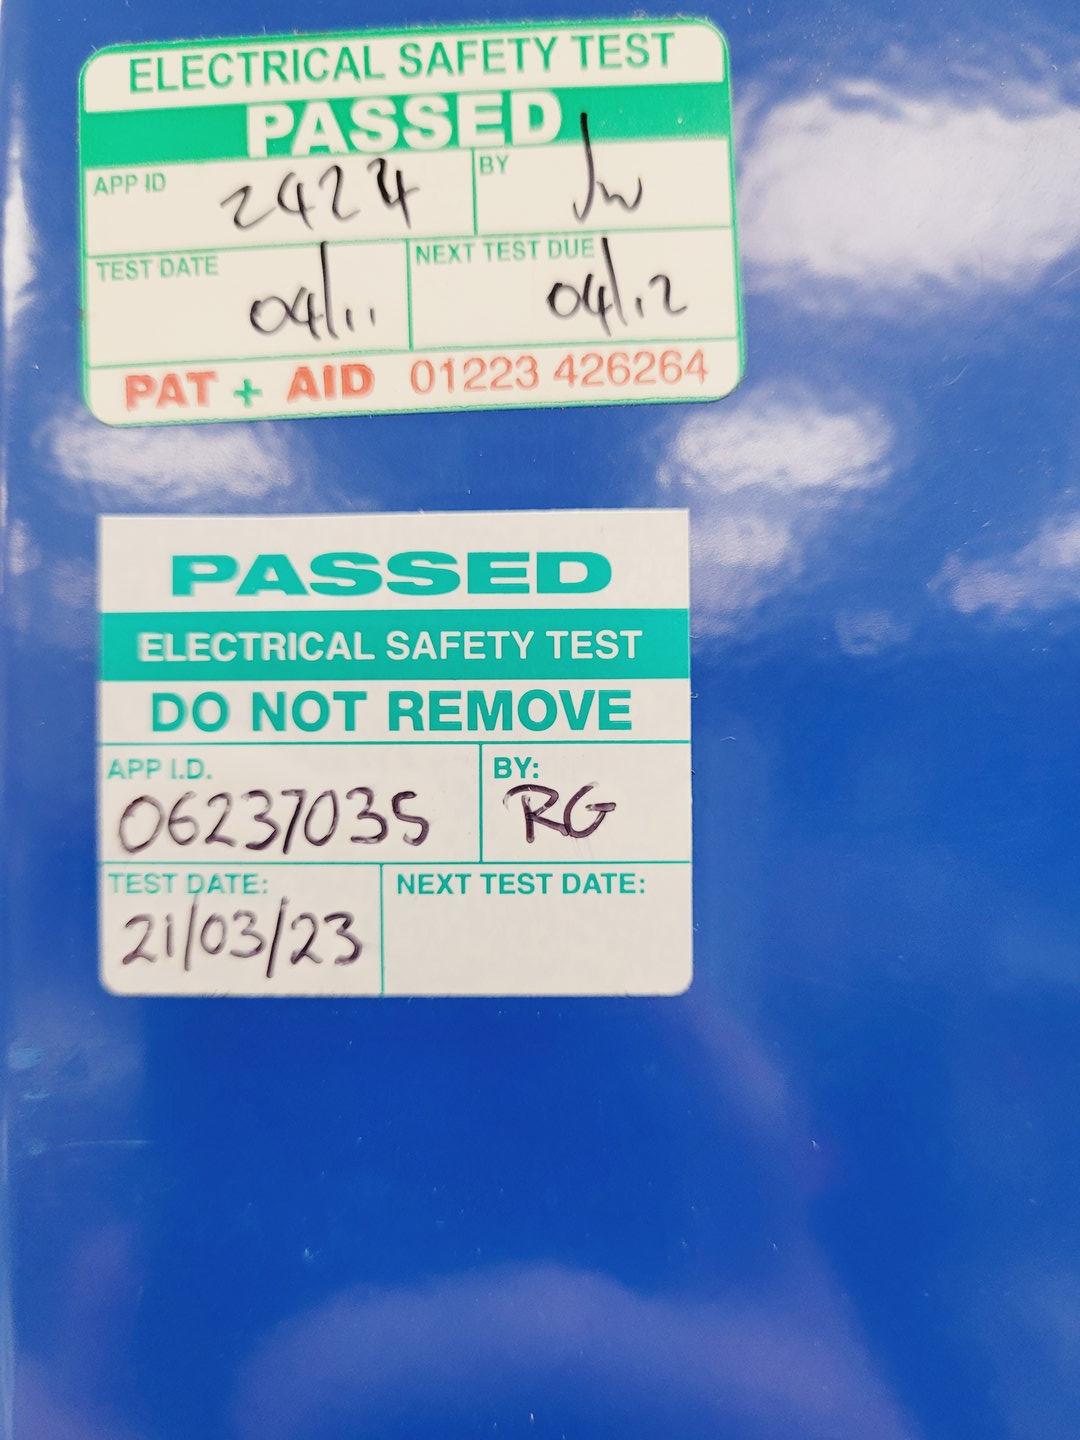 ELECTRICAL SAFETY TEST
PASSED
APP ID 2424 BY JW
TEST DATE 04/11 NEXT TEST DUE 04/12
PAT + AID 01223 426264
PASSED
ELECTRICAL SAFETY TEST
DO NOT REMOVE
APP I.D. BY:
06237035 RG
TEST DATE: NEXT TEST DATE:
21/03/23